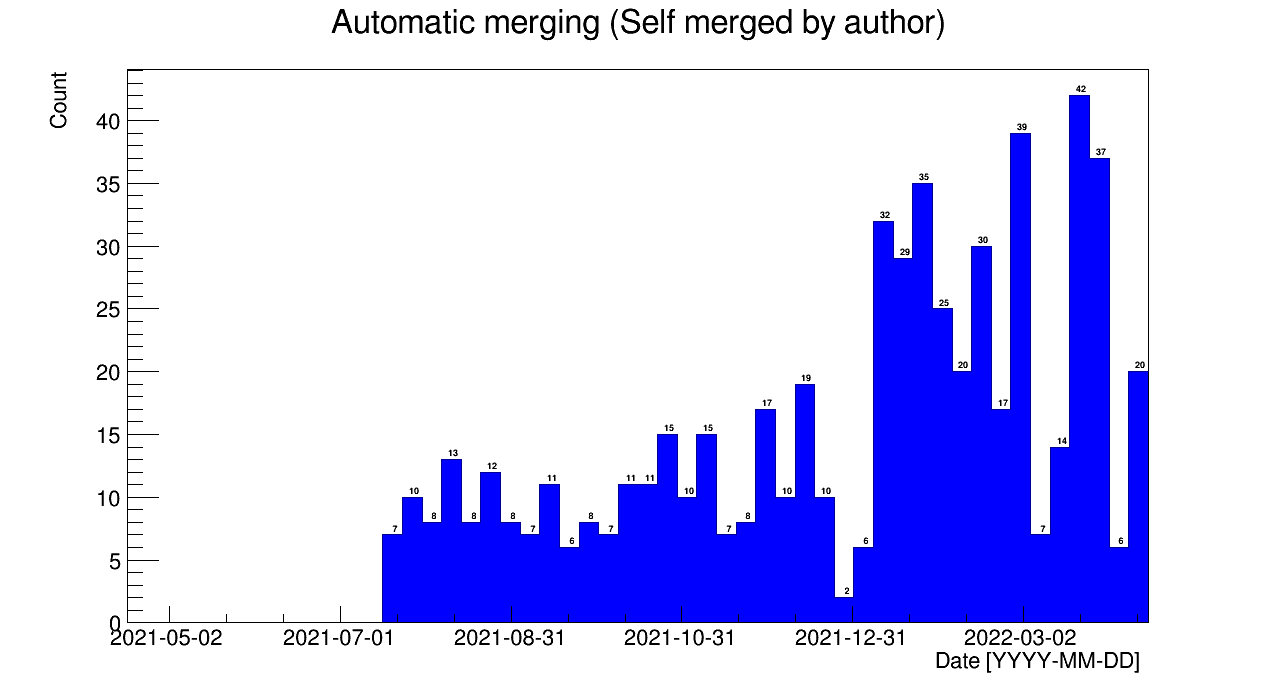 Automatic merging (Self merged by author)
Count
40
35
30
25
20
15
10
5
0
7 10 8 13 8 12 8 7 11 6 8 7 11 11 15 10 15 7 8 17 10 19 10 2 6 32 29 35 25 20 30 17 39 7 14 42 37 6 20
2021-05-02 2021-07-01 2021-08-31 2021-10-31 2021-12-31 2022-03-02
Date [YYYY-MM-DD]